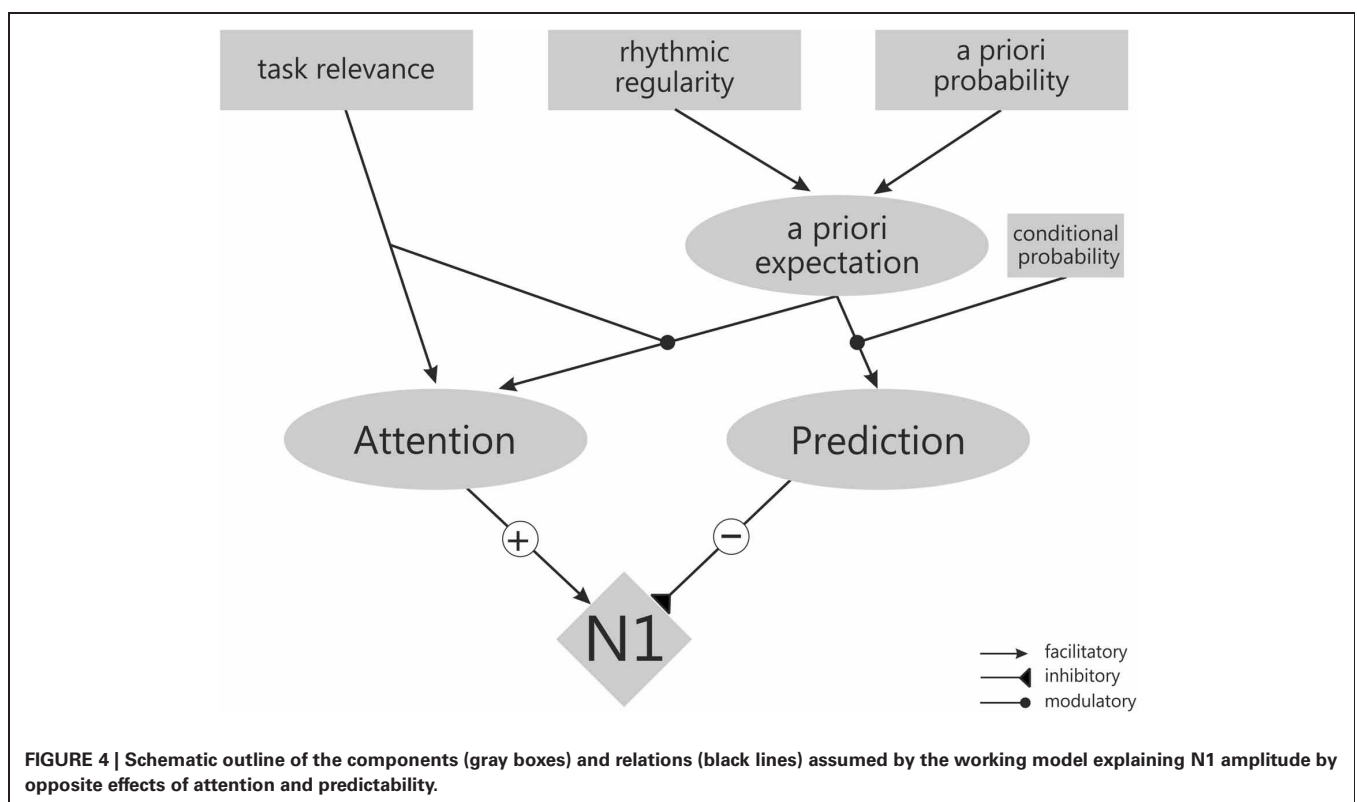 task relevance
rhythmic
regularity
a priori
probability
a priori
expectation
conditional
probability
Attention
Prediction
+
−
N1
facilitatory
inhibitory
modulatory
FIGURE 4 | Schematic outline of the components (gray boxes) and relations (black lines) assumed by the working model explaining N1 amplitude by
opposite effects of attention and predictability.